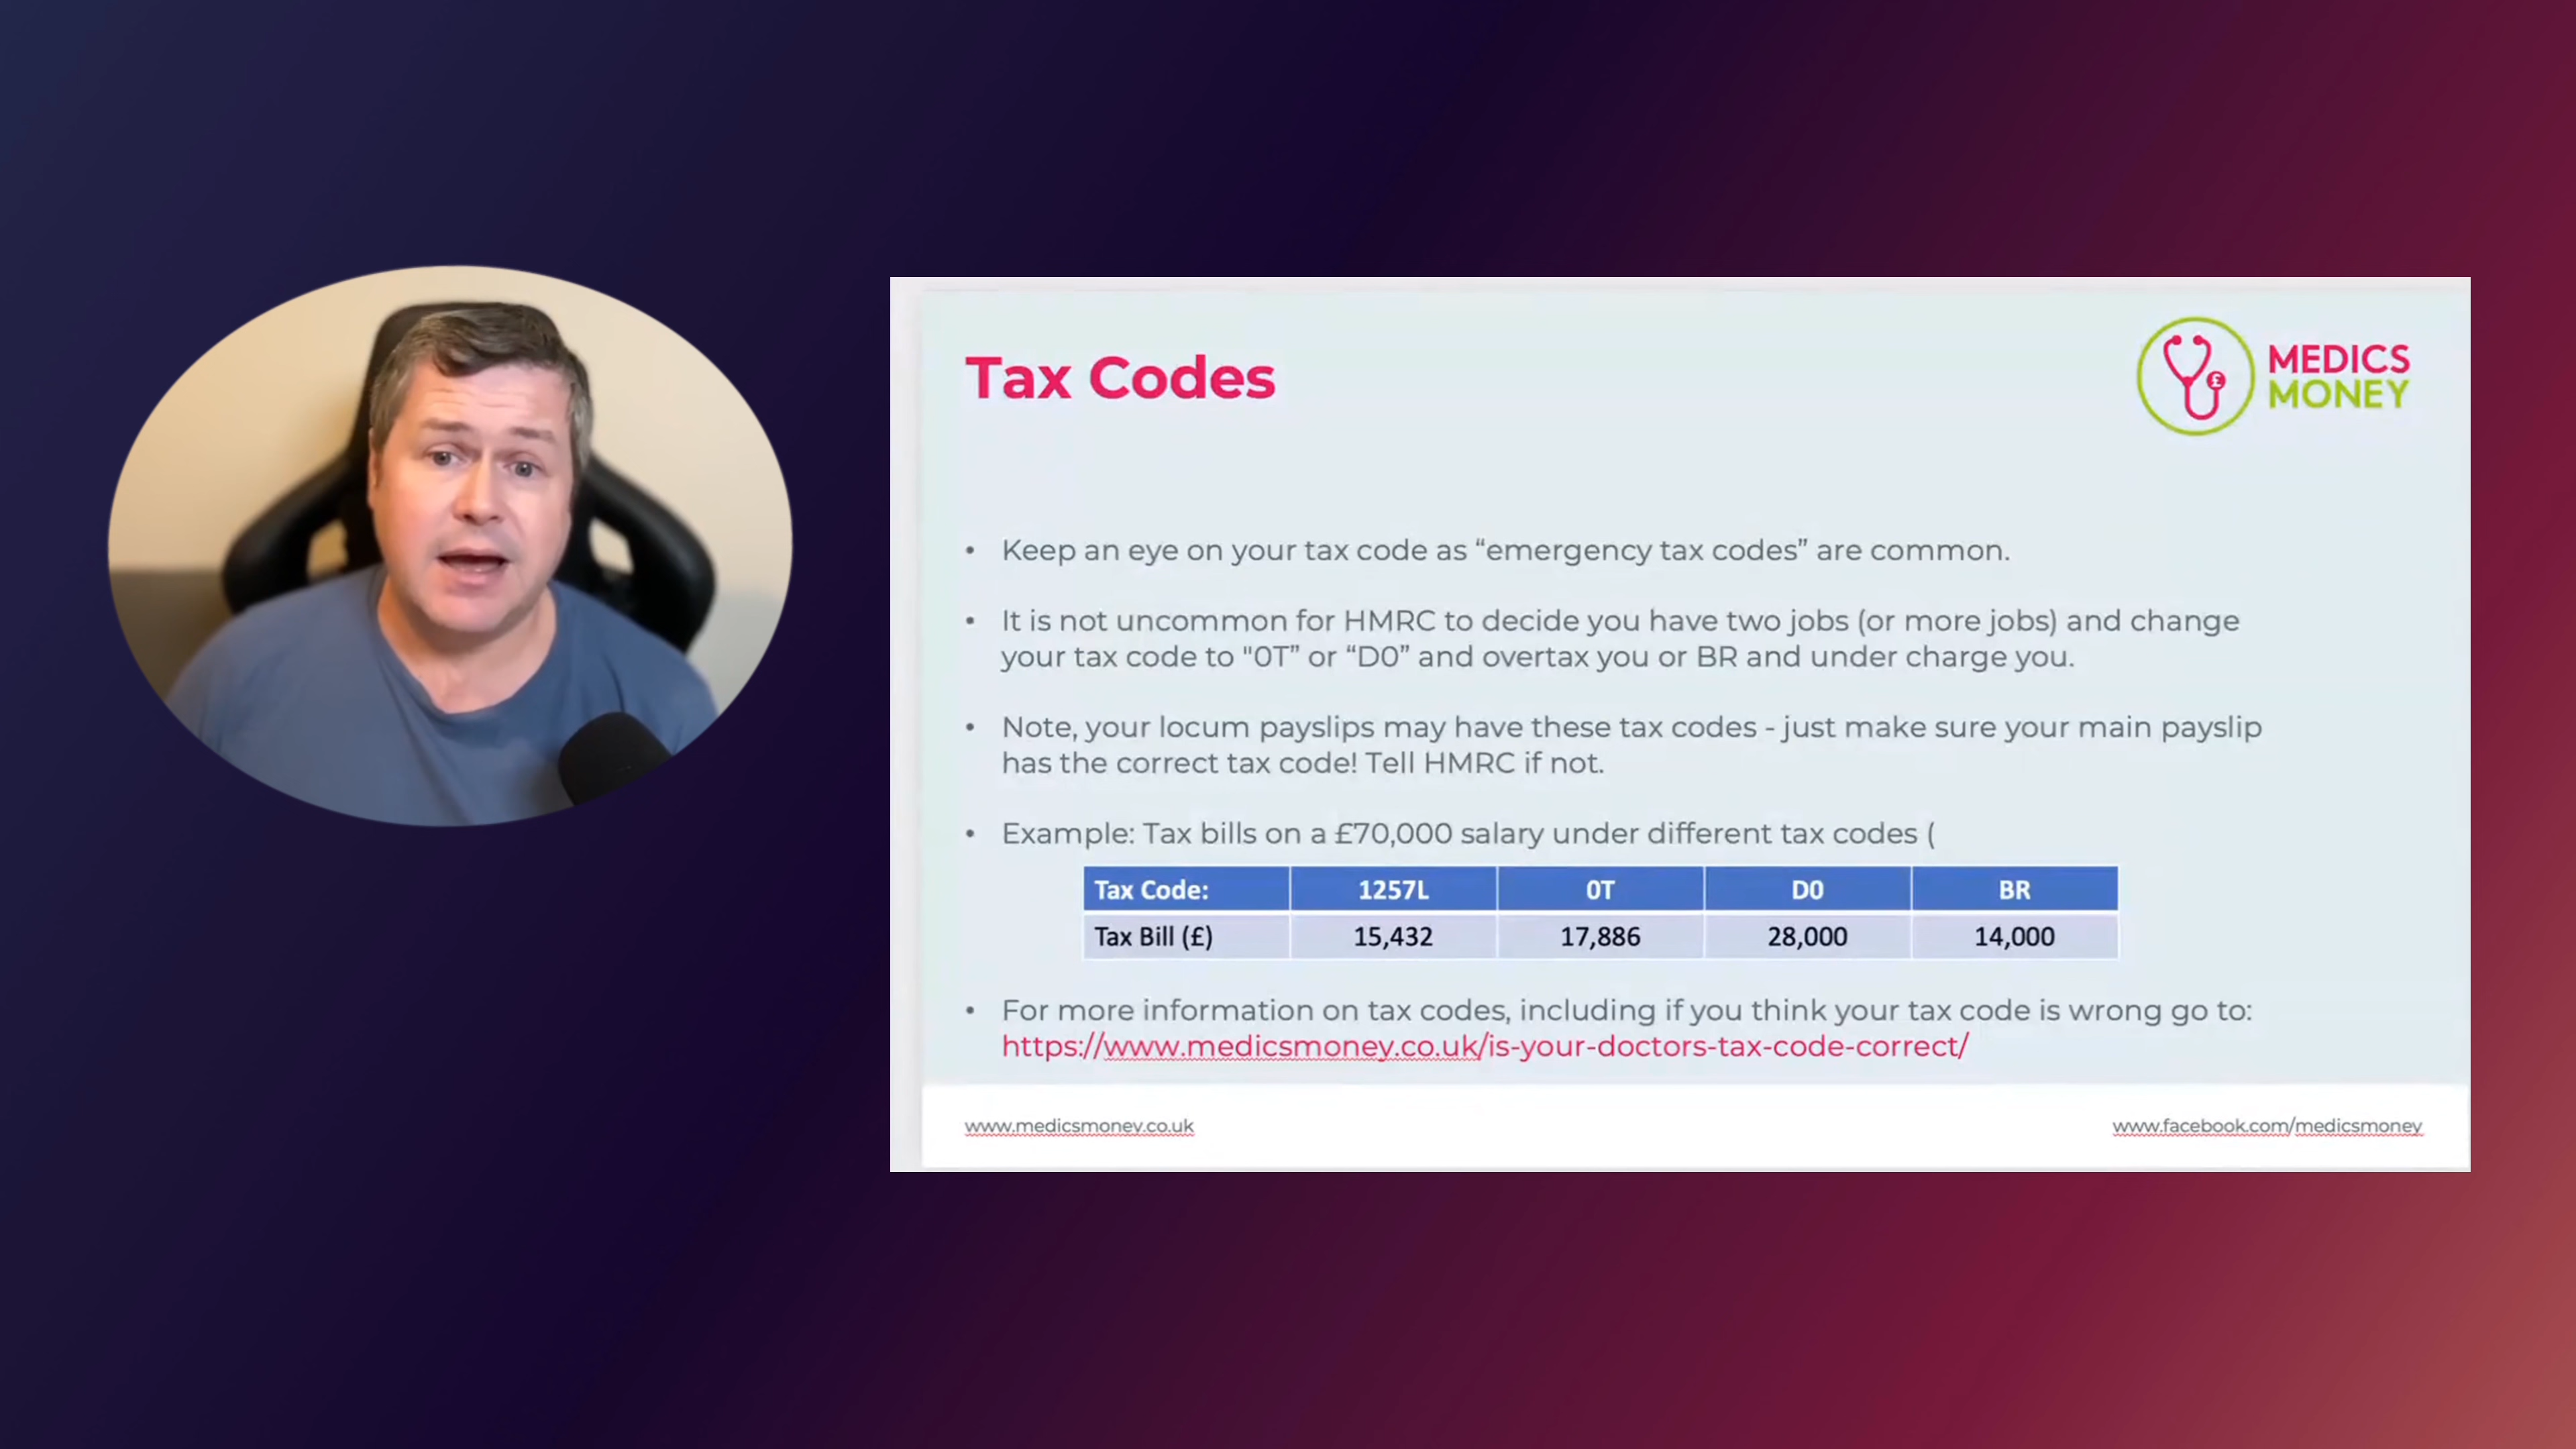 Tax Codes
MEDICS
MONEY
• Keep an eye on your tax code as “emergency tax codes” are common.
• It is not uncommon for HMRC to decide you have two jobs (or more jobs) and change
your tax code to "0T” or “D0” and overtax you or BR and under charge you.
• Note, your locum payslips may have these tax codes - just make sure your main payslip
has the correct tax code! Tell HMRC if not.
• Example: Tax bills on a £70,000 salary under different tax codes (
Tax Code: 1257L 0T D0 BR
Tax Bill (£) 15,432 17,886 28,000 14,000
• For more information on tax codes, including if you think your tax code is wrong go to:
https://www.medicsmoney.co.uk/is-your-doctors-tax-code-correct/
www.medicsmoney.co.uk
www.facebook.com/medicsmoney